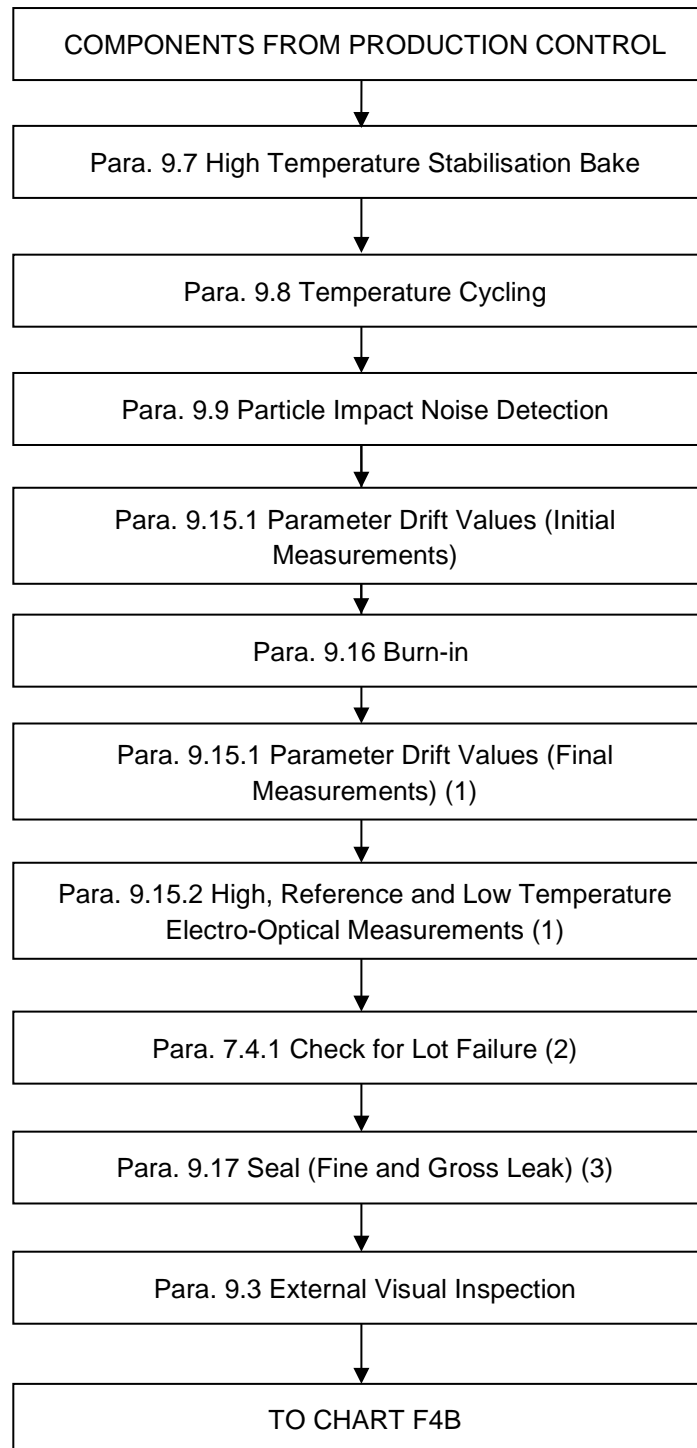 COMPONENTS FROM PRODUCTION CONTROL
Para. 9.7 High Temperature Stabilisation Bake
Para. 9.8 Temperature Cycling
Para. 9.9 Particle Impact Noise Detection
Para. 9.15.1 Parameter Drift Values (Initial
Measurements)
Para. 9.16 Burn-in
Para. 9.15.1 Parameter Drift Values (Final
Measurements) (1)
Para. 9.15.2 High, Reference and Low Temperature
Electro-Optical Measurements (1)
Para. 7.4.1 Check for Lot Failure (2)
Para. 9.17 Seal (Fine and Gross Leak) (3)
Para. 9.3 External Visual Inspection
TO CHART F4B